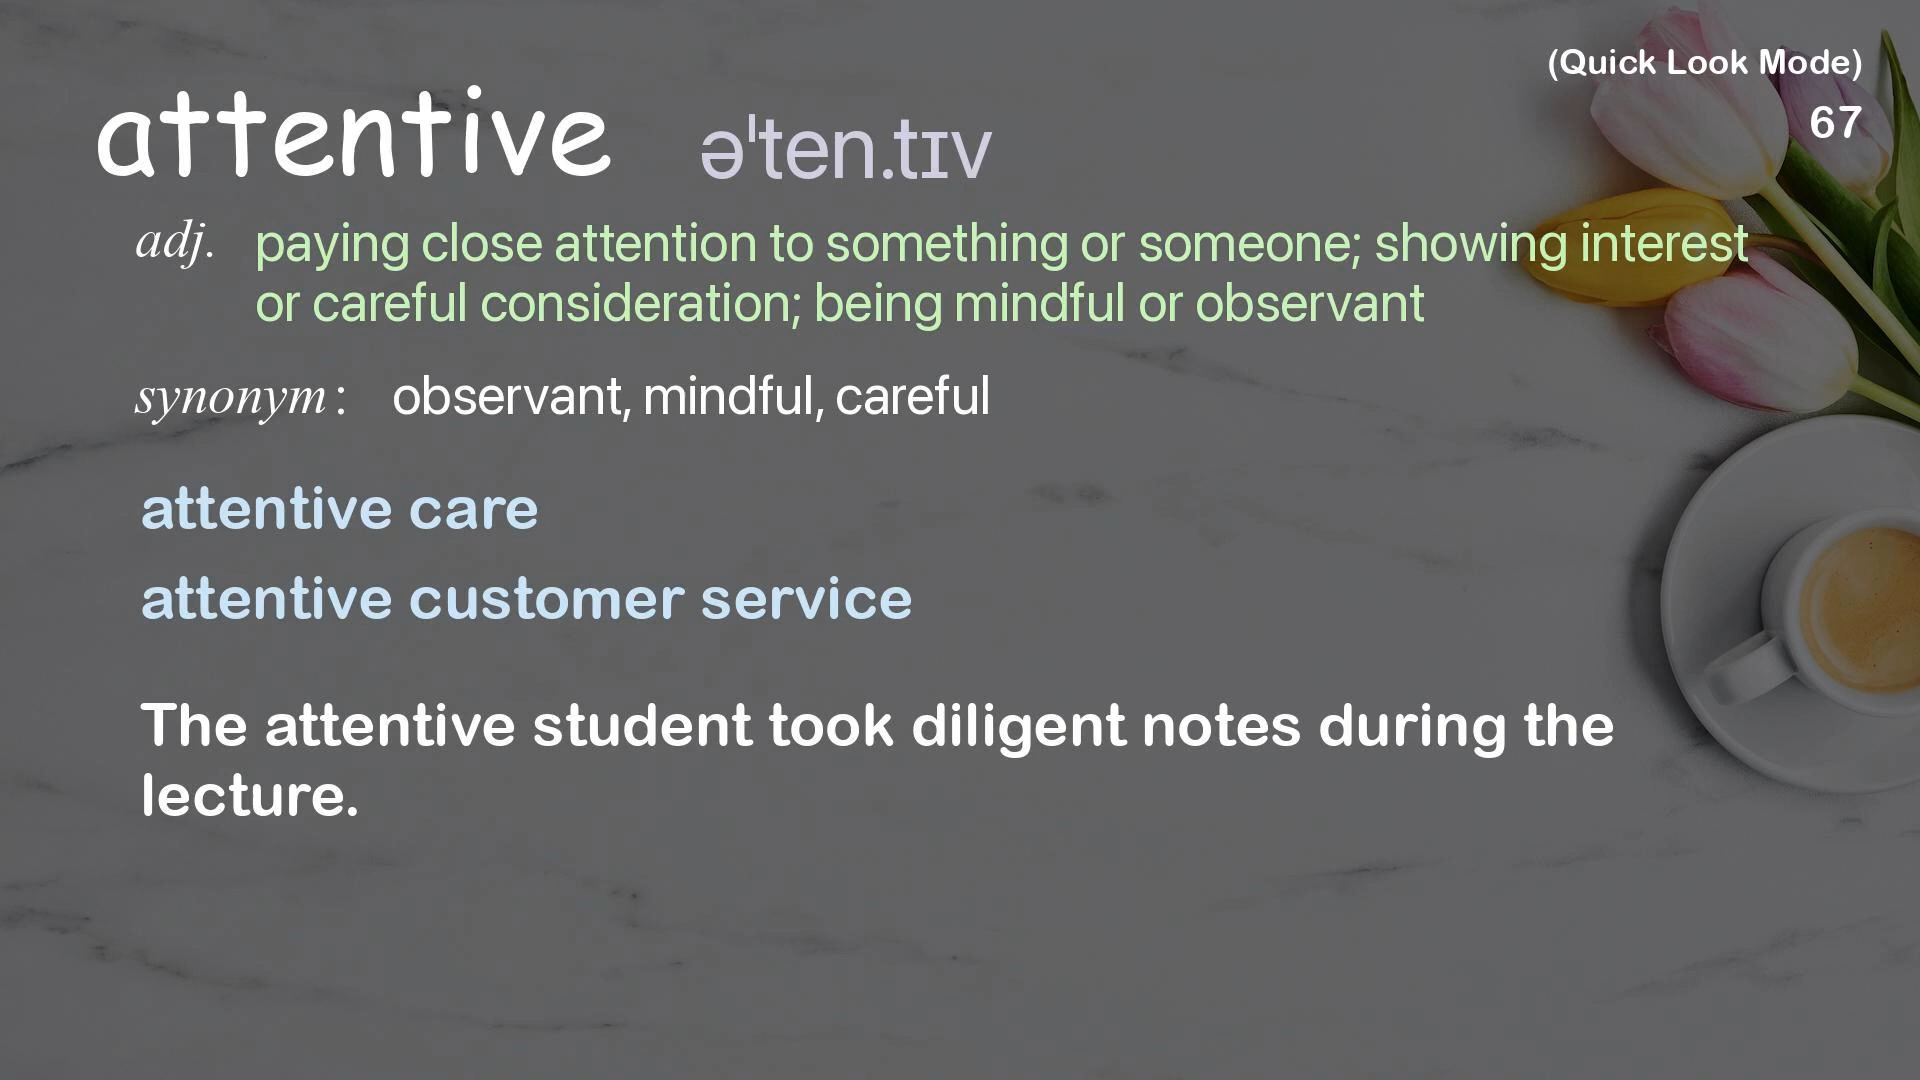 (Quick Look Mode)
67
attentive əˈten.tɪv
adj. paying close attention to something or someone; showing interest
or careful consideration; being mindful or observant
synonym: observant, mindful, careful
attentive care
attentive customer service
The attentive student took diligent notes during the
lecture.